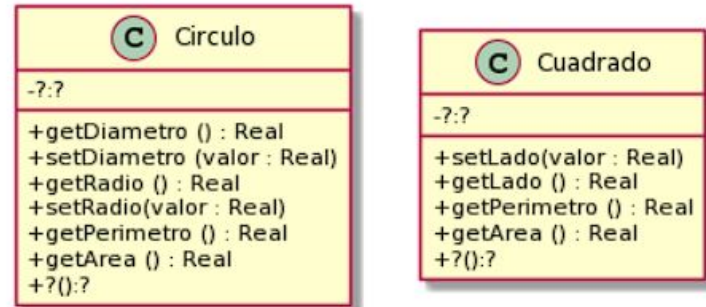 C Circulo
-?:?
+getDiametro () : Real
+setDiametro (valor : Real)
+getRadio () : Real
+setRadio(valor : Real)
+getPerimetro () : Real
+getArea () : Real
+?():?
C Cuadrado
-?:?
+setLado(valor : Real)
+getLado () : Real
+getPerimetro () : Real
+getArea () : Real
+?():?